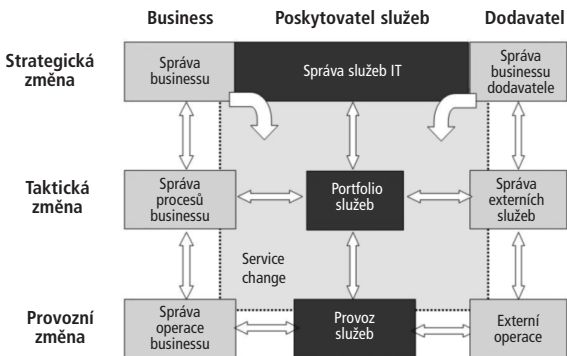 Business
Poskytovatel služeb
Dodavatel
Strategická
změna
Správa
businessu
Správa služeb IT
Správa
businessu
dodavatele
Taktická
změna
Správa
procesů
businessu
Portfolio
služeb
Správa
externích
služeb
Service
change
Provozní
změna
Správa
operace
businessu
Provoz
služeb
Externí
operace